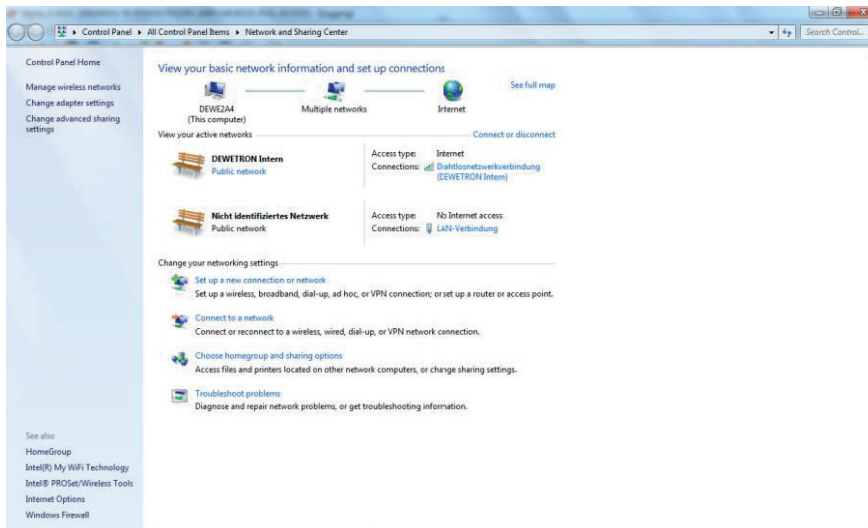 Control Panel ▸ All Control Panel Items ▸ Network and Sharing Center
Search Control...
Control Panel Home
Manage wireless networks
Change adapter settings
Change advanced sharing
settings
See also
HomeGroup
Intel(R) My WiFi Technology
Intel® PROSet/Wireless Tools
Internet Options
Windows Firewall
View your basic network information and set up connections
See full map
DEWE2A4
(This computer)
Multiple networks
Internet
View your active networks
Connect or disconnect
DEWETRON Intern
Public network
Access type: Internet
Connections: Drahtlosnetzwerkverbindung
(DEWETRON Intern)
Nicht identifiziertes Netzwerk
Public network
Access type: No Internet access
Connections: LAN-Verbindung
Change your networking settings
Set up a new connection or network
Set up a wireless, broadband, dial-up, ad hoc, or VPN connection; or set up a router or access point.
Connect to a network
Connect or reconnect to a wireless, wired, dial-up, or VPN network connection.
Choose homegroup and sharing options
Access files and printers located on other network computers, or change sharing settings.
Troubleshoot problems
Diagnose and repair network problems, or get troubleshooting information.